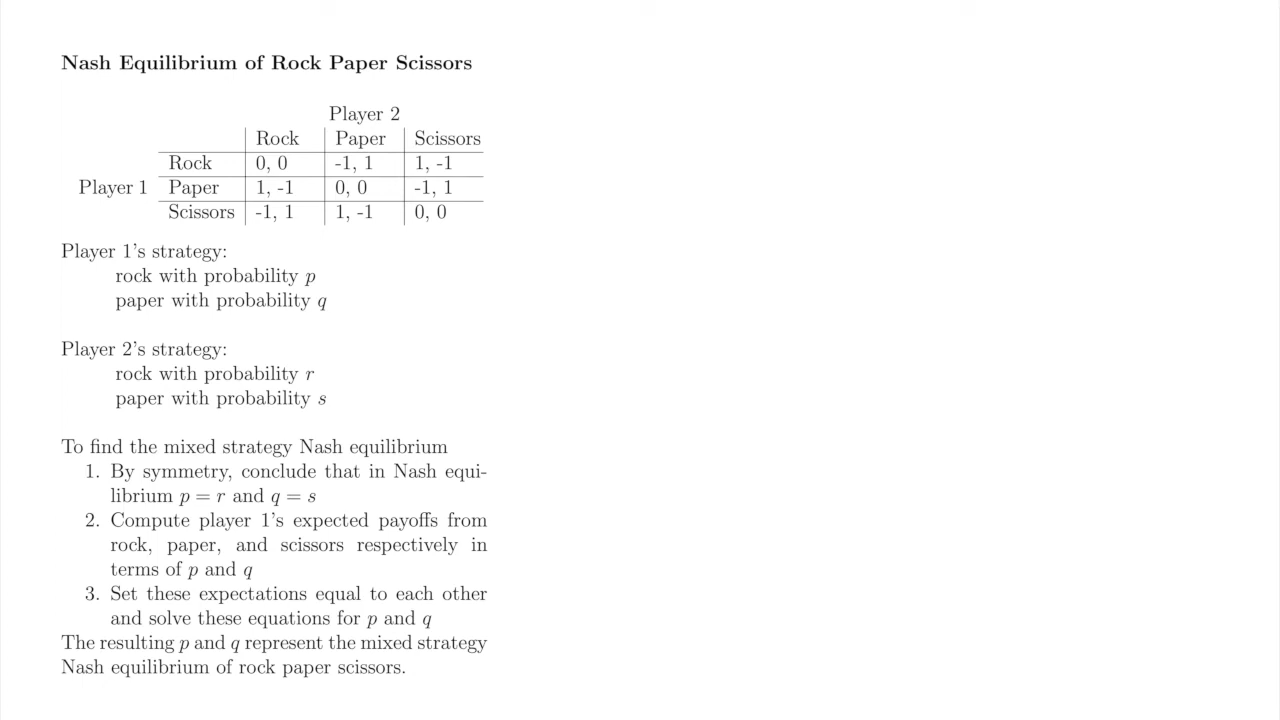 Nash Equilibrium of Rock Paper Scissors
Player 2
Rock Paper Scissors
Rock 0, 0 -1, 1 1, -1
Player 1 Paper 1, -1 0, 0 -1, 1
Scissors -1, 1 1, -1 0, 0
Player 1's strategy:
rock with probability p
paper with probability q
Player 2's strategy:
rock with probability r
paper with probability s
To find the mixed strategy Nash equilibrium
1. By symmetry, conclude that in Nash equi-
librium p = r and q = s
2. Compute player 1's expected payoffs from
rock, paper, and scissors respectively in
terms of p and q
3. Set these expectations equal to each other
and solve these equations for p and q
The resulting p and q represent the mixed strategy
Nash equilibrium of rock paper scissors.